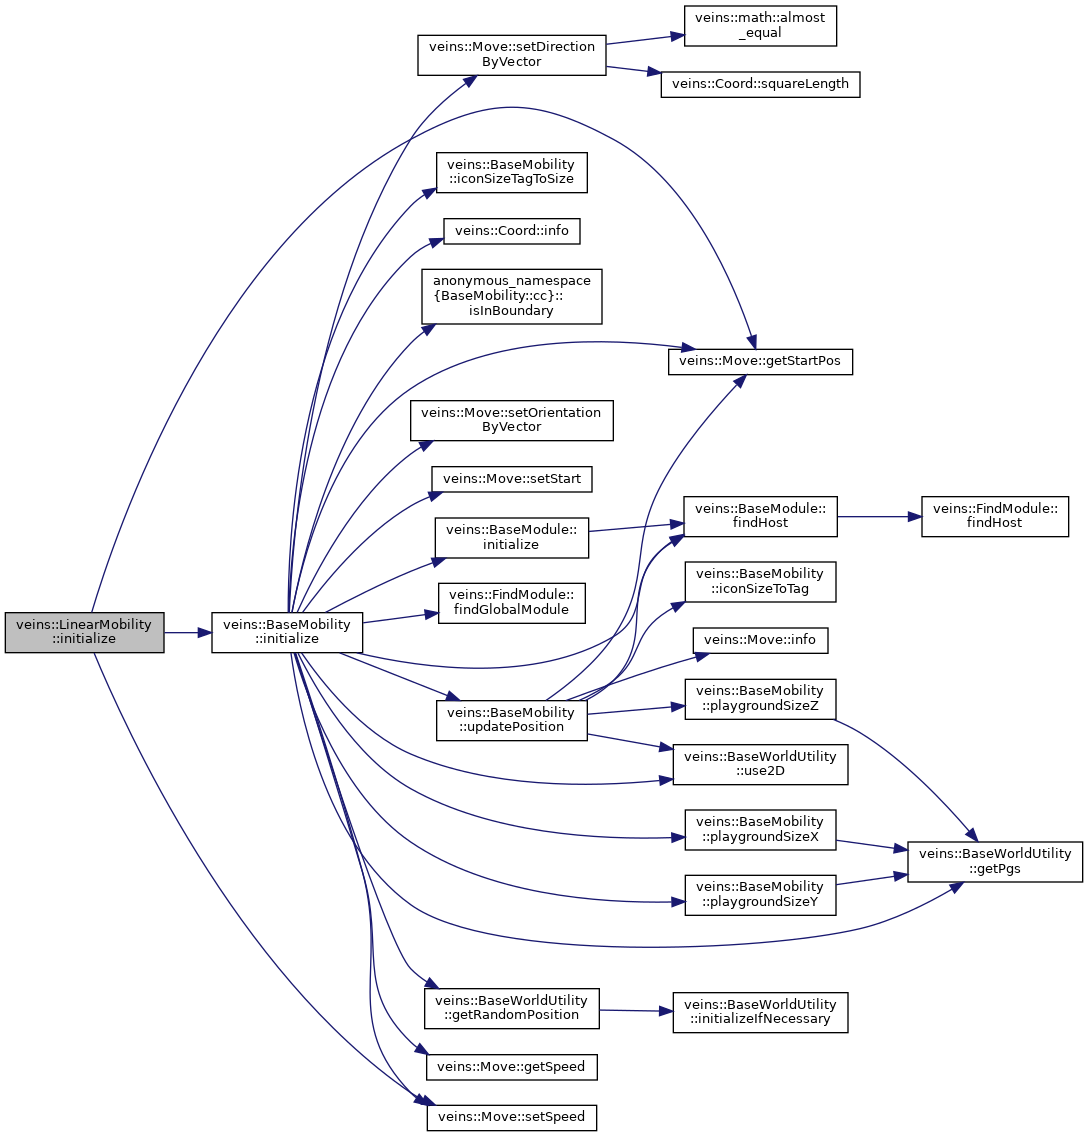 veins::LinearMobility
::initialize
veins::BaseMobility
::initialize
veins::Move::setDirection
ByVector
veins::math::almost
_equal
veins::Coord::squareLength
veins::BaseMobility
::iconSizeTagToSize
veins::Coord::info
anonymous_namespace
{BaseMobility::cc}::
isInBoundary
veins::Move::getStartPos
veins::Move::setOrientation
ByVector
veins::Move::setStart
veins::BaseModule::
initialize
veins::BaseModule::
findHost
veins::FindModule::
findHost
veins::FindModule::
findGlobalModule
veins::BaseMobility
::iconSizeToTag
veins::Move::info
veins::BaseMobility
::updatePosition
veins::BaseMobility
::playgroundSizeZ
veins::BaseWorldUtility
::use2D
veins::BaseMobility
::playgroundSizeX
veins::BaseWorldUtility
::getPgs
veins::BaseMobility
::playgroundSizeY
veins::BaseWorldUtility
::getRandomPosition
veins::BaseWorldUtility
::initializeIfNecessary
veins::Move::getSpeed
veins::Move::setSpeed